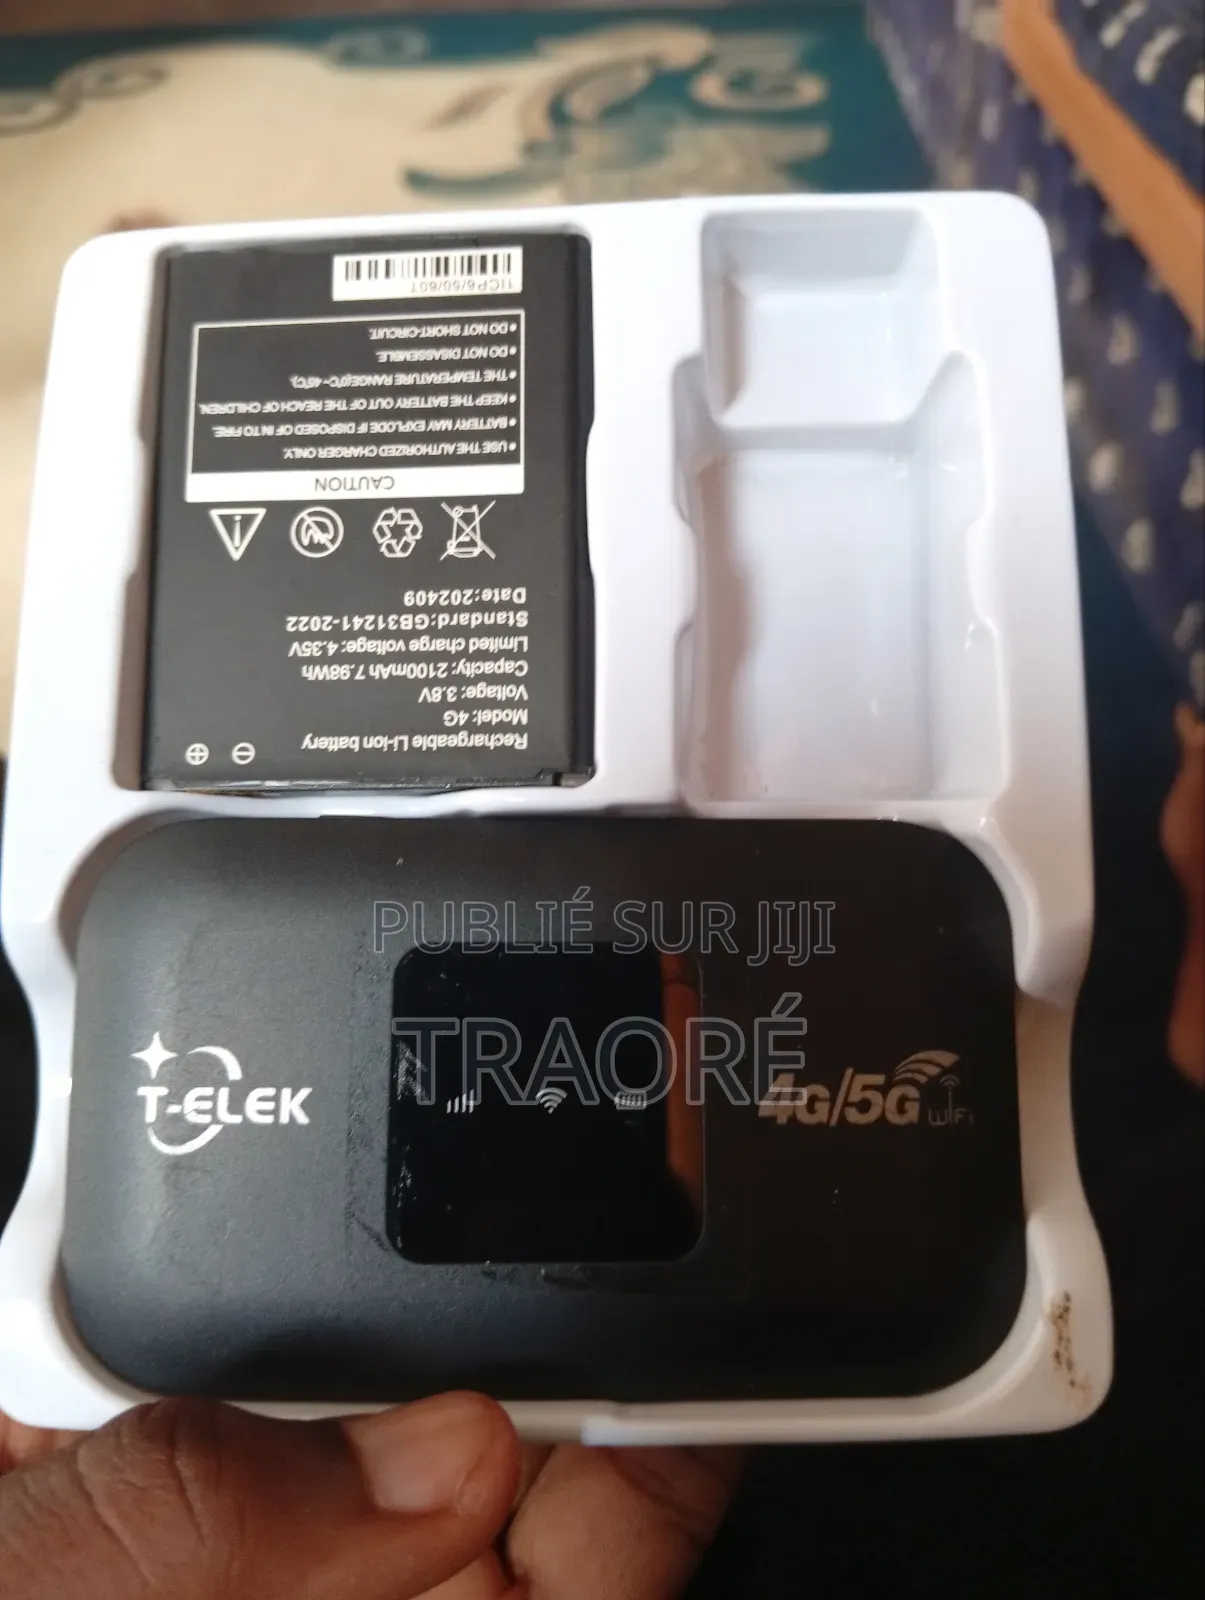 1ICP6/50/60T
• DO NOT SHORT-CIRCUIT.
• DO NOT DISASSEMBLE.
• THE TEMPERATURE RANGE(0°C~45°C).
• KEEP THE BATTERY OUT OF THE REACH OF CHILDREN.
• BATTERY MAY EXPLODE IF DISPOSED OF IN TO FIRE.
• USE THE AUTHORIZED CHARGER ONLY.
CAUTION
Date:202409
Standard:GB31241-2022
Limited charge voltage: 4.35V
Capacity: 2100mAh 7.98Wh
Voltage: 3.8V
Model: 4G
Rechargeable Li-ion battery
PUBLIÉ SUR JIJI
TRAORÉ
T-ELEK
4G/5G WiFi